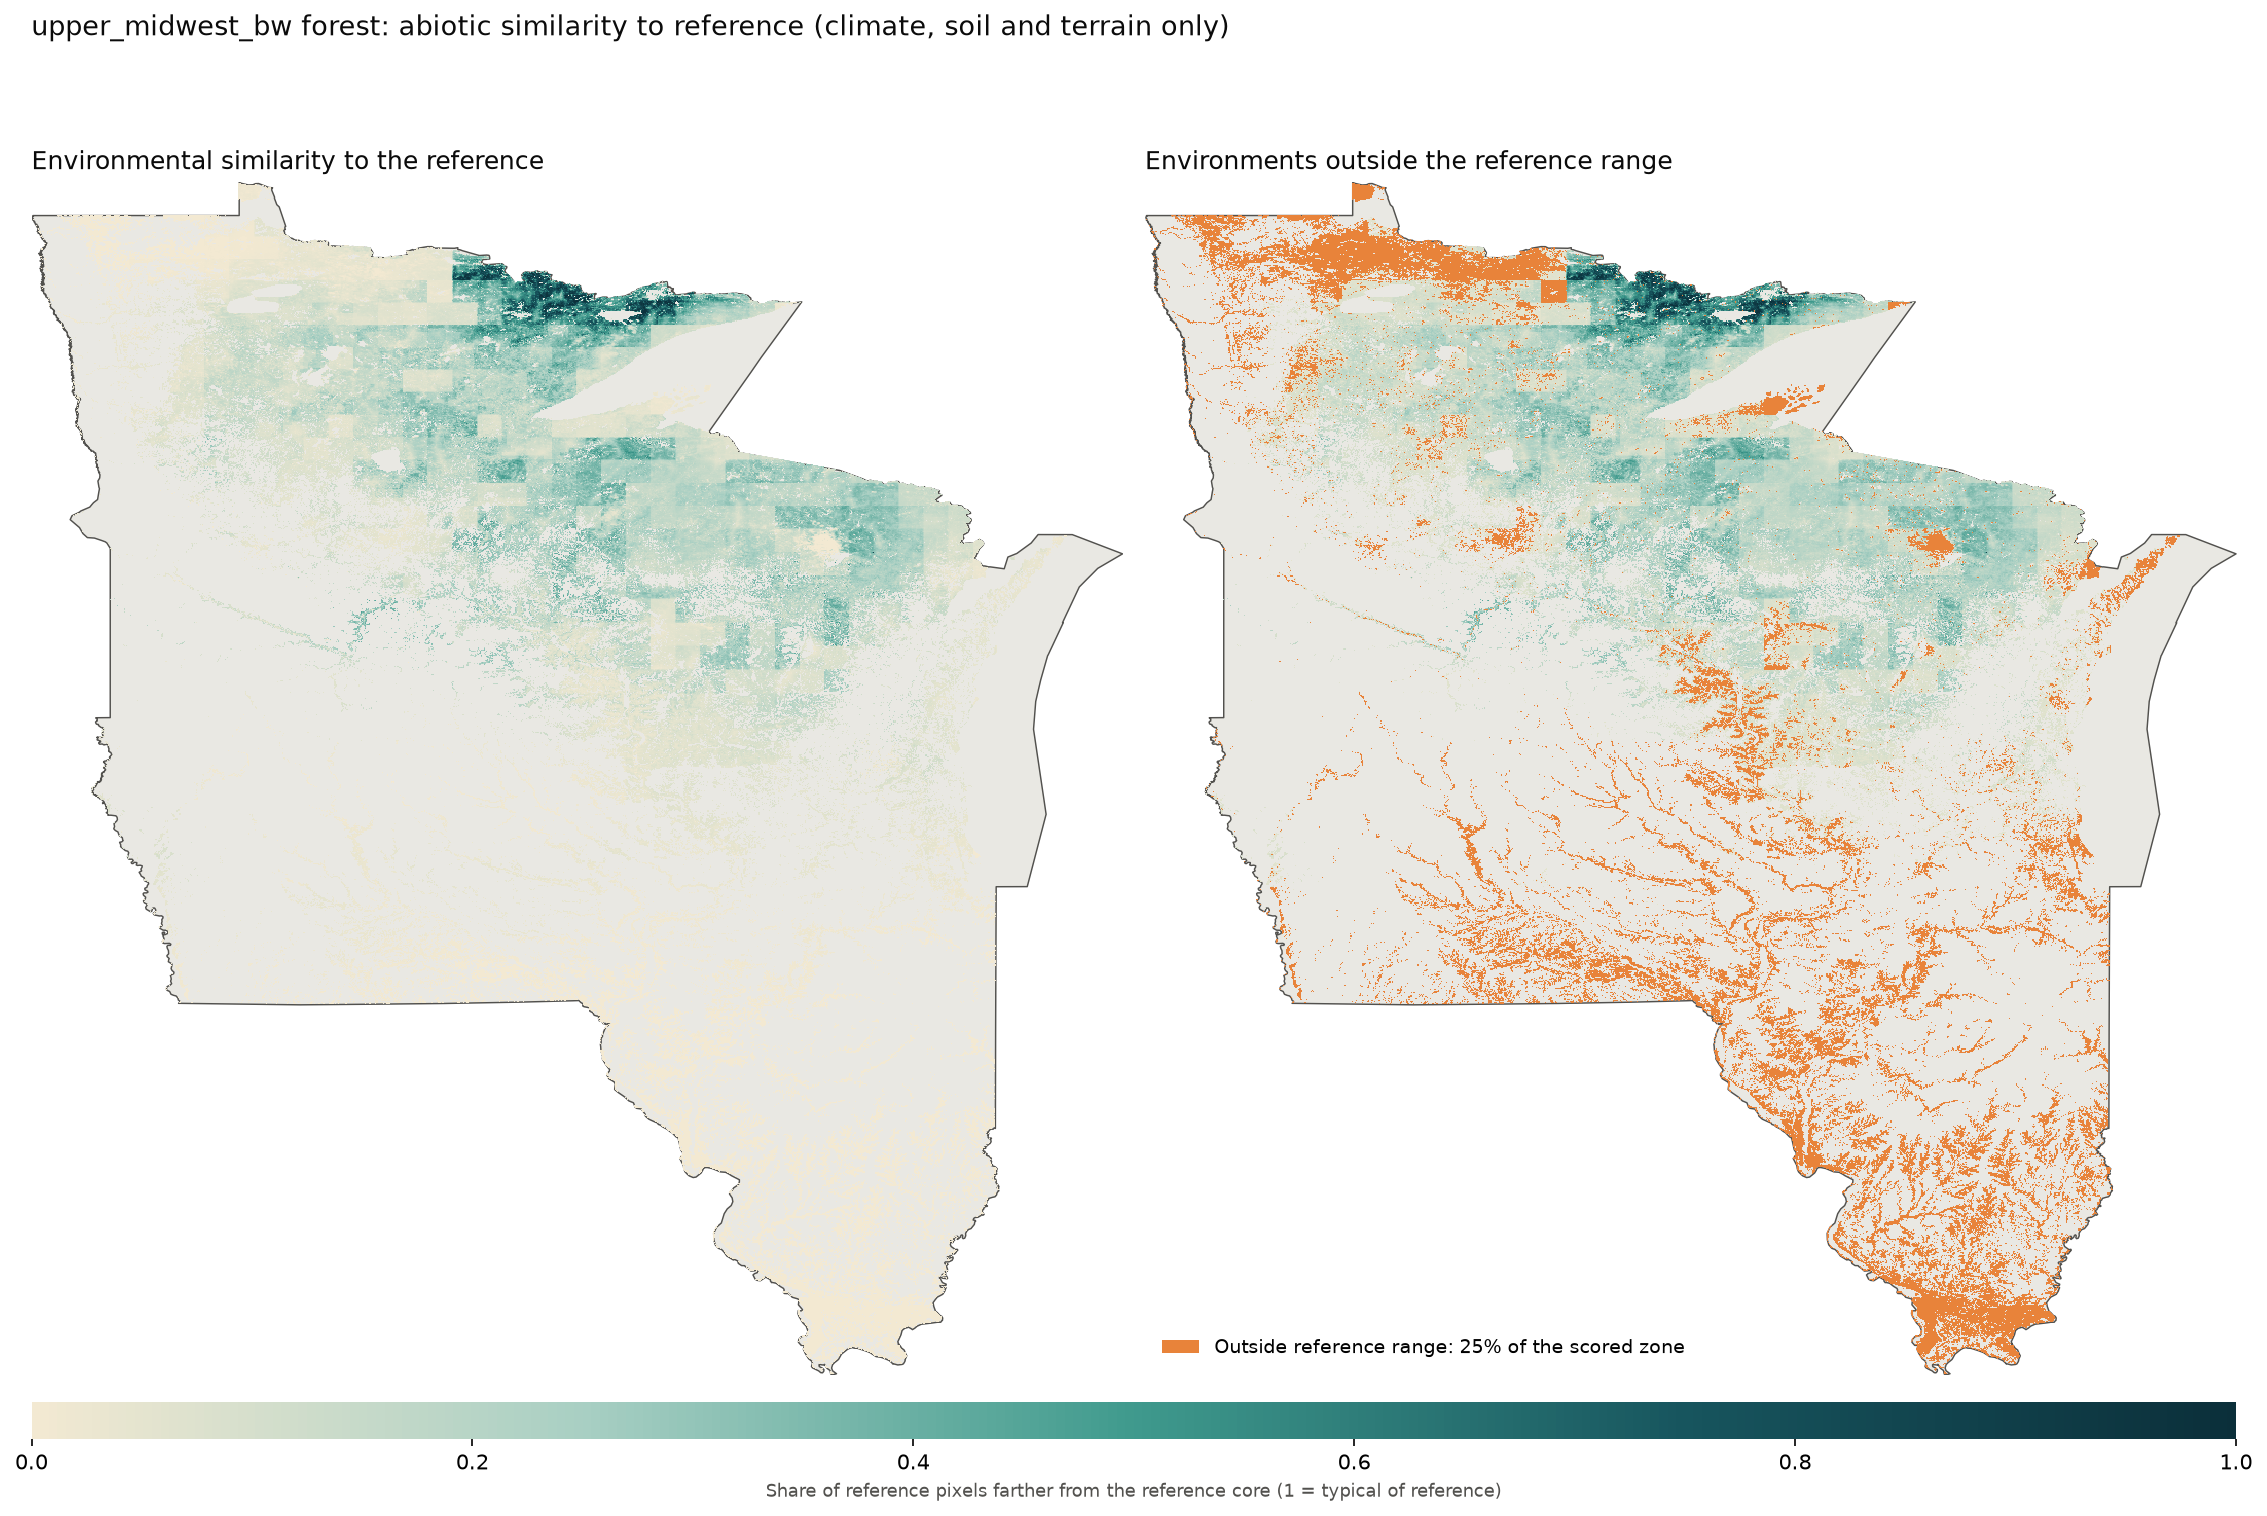 upper_midwest_bw forest: abiotic similarity to reference (climate, soil and terrain only)
Environmental similarity to the reference
Environments outside the reference range
Outside reference range: 25% of the scored zone
0.0
0.2
0.4
0.6
0.8
1.0
Share of reference pixels farther from the reference core (1 = typical of reference)